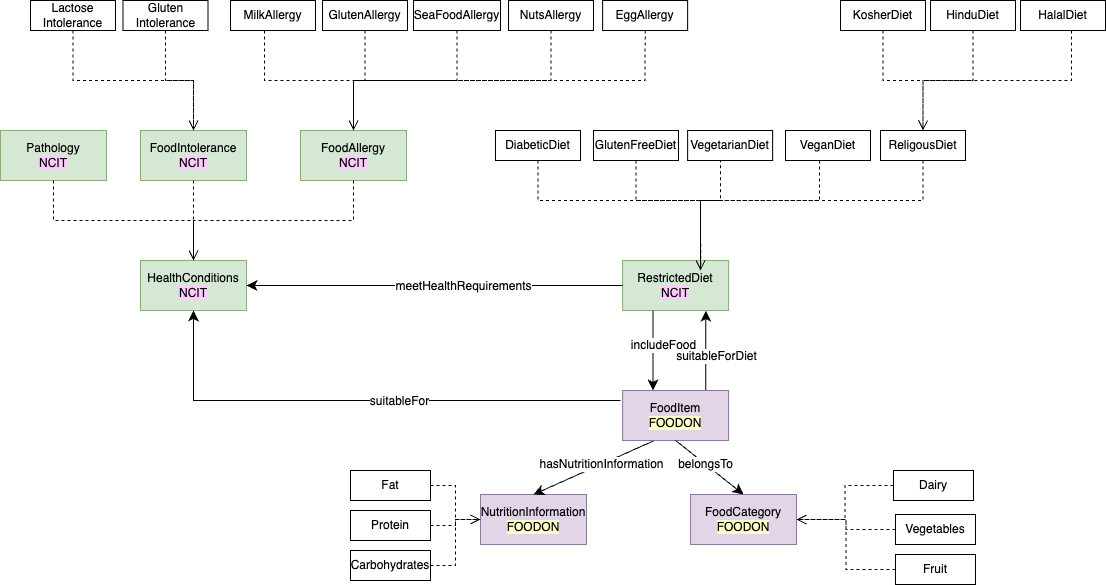 Lactose
Intolerance
Gluten
Intolerance
MilkAllergy
GlutenAllergy
SeaFoodAllergy
NutsAllergy
EggAllergy
KosherDiet
HinduDiet
HalalDiet
Pathology
NCIT
FoodIntolerance
NCIT
FoodAllergy
NCIT
DiabeticDiet
GlutenFreeDiet
VegetarianDiet
VeganDiet
ReligousDiet
HealthConditions
NCIT
meetHealthRequirements
RestrictedDiet
NCIT
includeFood
suitableForDiet
suitableFor
FoodItem
FOODON
hasNutritionInformation
belongsTo
Fat
Protein
Carbohydrates
NutritionInformation
FOODON
FoodCategory
FOODON
Dairy
Vegetables
Fruit